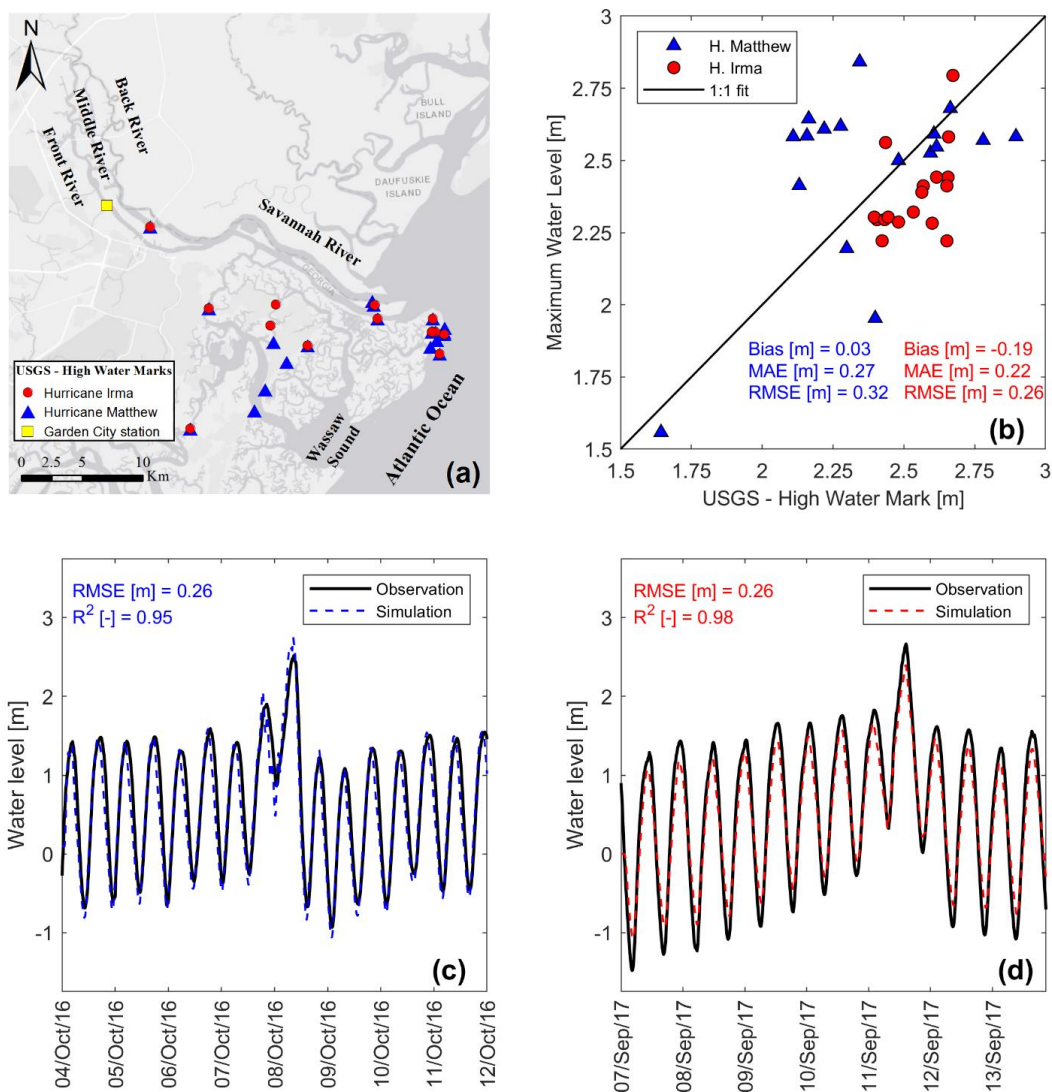 N
Back River
Middle River
Front River
BULL
ISLAND
DAUFUSKIE
ISLAND
Savannah River
GEORGIA
USGS - High Water Marks
Hurricane Irma
Hurricane Matthew
Garden City station
0 2.5 5 10
Km
Wassaw
Sound
Atlantic Ocean
(a)
3
2.75
2.5
2.25
2
1.75
1.5
Maximum Water Level [m]
H. Matthew
H. Irma
1:1 fit
Bias [m] = 0.03
MAE [m] = 0.27
RMSE [m] = 0.32
Bias [m] = -0.19
MAE [m] = 0.22
RMSE [m] = 0.26
(b)
1.5 1.75 2 2.25 2.5 2.75 3
USGS - High Water Mark [m]
RMSE [m] = 0.26
R² [-] = 0.95
Observation
Simulation
3
2
1
0
-1
Water level [m]
(c)
04/Oct/16
05/Oct/16
06/Oct/16
07/Oct/16
08/Oct/16
09/Oct/16
10/Oct/16
11/Oct/16
12/Oct/16
RMSE [m] = 0.26
R² [-] = 0.98
Observation
Simulation
3
2
1
0
-1
Water level [m]
(d)
07/Sep/17
08/Sep/17
09/Sep/17
10/Sep/17
11/Sep/17
12/Sep/17
13/Sep/17